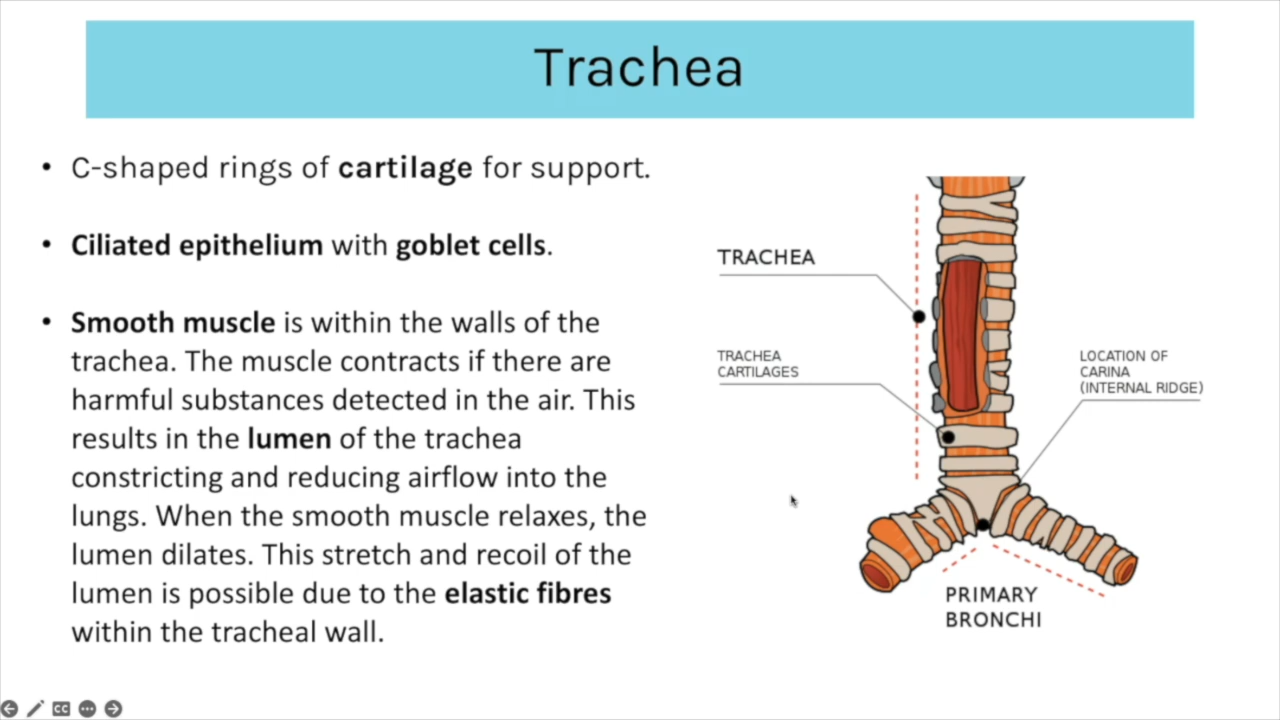 Trachea
• C-shaped rings of cartilage for support.
• Ciliated epithelium with goblet cells.
• Smooth muscle is within the walls of the
trachea. The muscle contracts if there are
harmful substances detected in the air. This
results in the lumen of the trachea
constricting and reducing airflow into the
lungs. When the smooth muscle relaxes, the
lumen dilates. This stretch and recoil of the
lumen is possible due to the elastic fibres
within the tracheal wall.
TRACHEA
TRACHEA
CARTILAGES
LOCATION OF
CARINA
(INTERNAL RIDGE)
PRIMARY
BRONCHI
CC